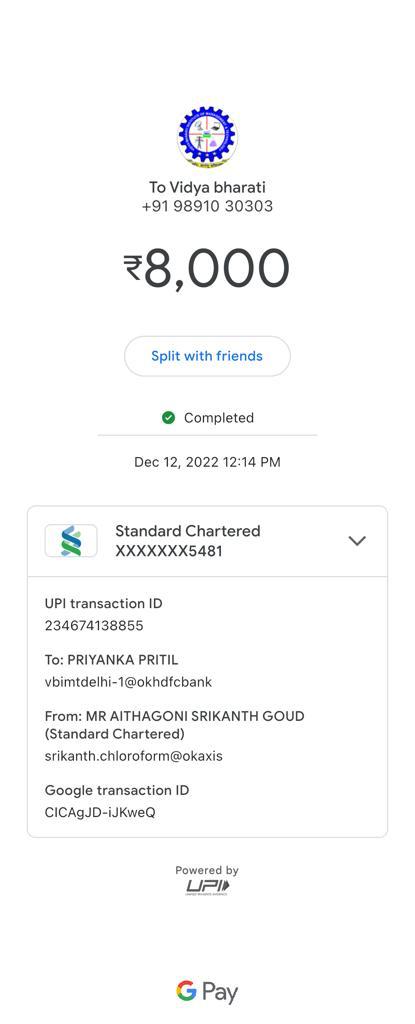 To Vidya bharati
+91 98910 30303
₹8,000
Split with friends
Completed
Dec 12, 2022 12:14 PM
Standard Chartered
XXXXXXX5481
UPI transaction ID
234674138855
To: PRIYANKA PRITIL
vbimtdelhi-1@okhdfcbank
From: MR AITHAGONI SRIKANTH GOUD
(Standard Chartered)
srikanth.chloroform@okaxis
Google transaction ID
CICAgJD-iJKweQ
Powered by
UPI
G Pay